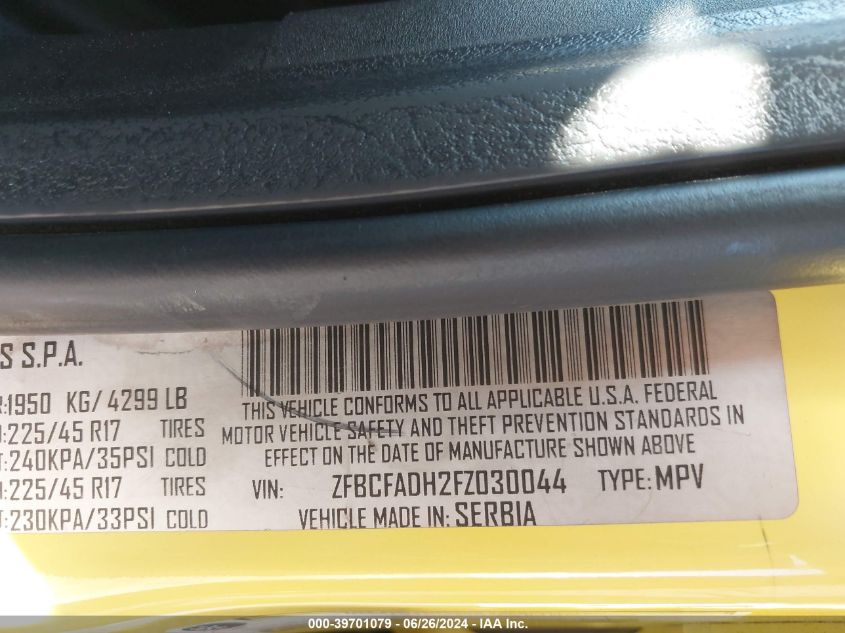 S S.P.A.
R:1950 KG/ 4299 LB
:225/45 R17 TIRES
T:240KPA/35PSI COLD
:225/45 R17 TIRES
T:230KPA/33PSI COLD
THIS VEHICLE CONFORMS TO ALL APPLICABLE U.S.A. FEDERAL
MOTOR VEHICLE SAFETY AND THEFT PREVENTION STANDARDS IN
EFFECT ON THE DATE OF MANUFACTURE SHOWN ABOVE
VIN: ZFBCFADH2FZ030044 TYPE: MPV
VEHICLE MADE IN: SERBIA
000-39701079 | 06/26/2024 - IAA Inc.